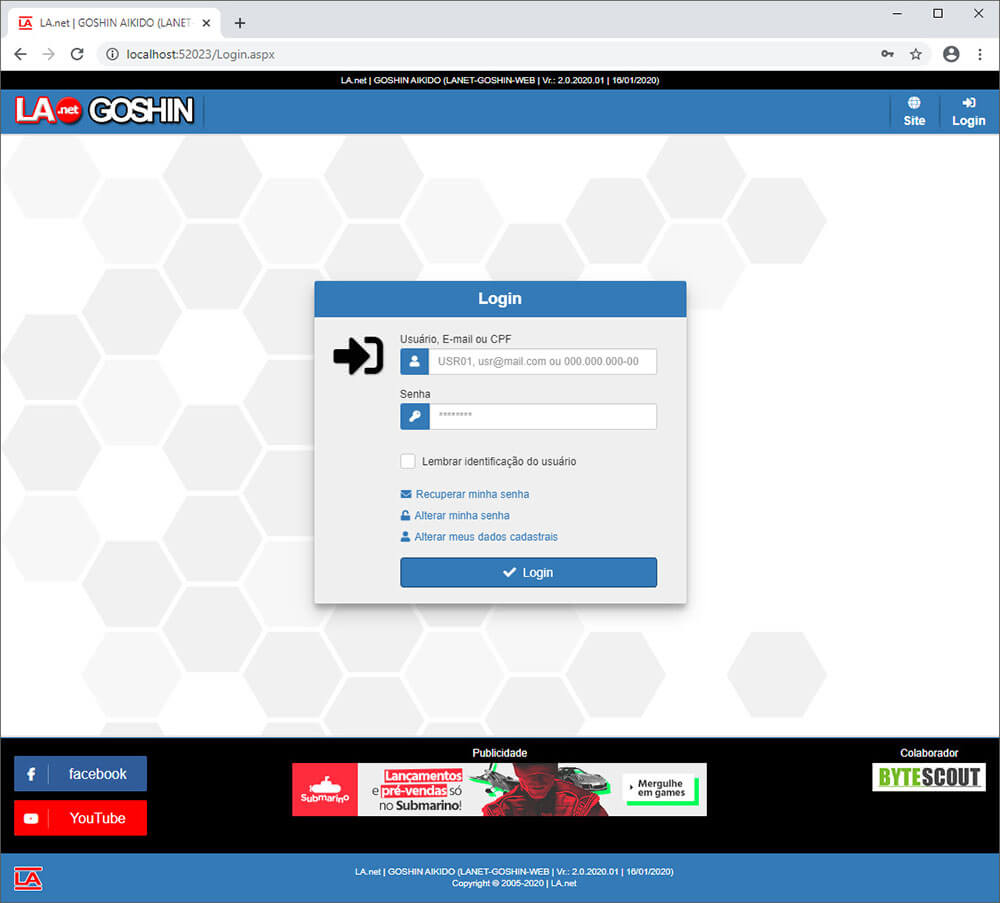 LA LA.net | GOSHIN AIKIDO (LANET-
localhost:52023/Login.aspx
LA.net | GOSHIN AIKIDO (LANET-GOSHIN-WEB | Vr.: 2.0.2020.01 | 16/01/2020)
LA.net GOSHIN
Site
Login
Login
Usuário, E-mail ou CPF
USR01, usr@mail.com ou 000.000.000-00
Senha
********
Lembrar identificação do usuário
Recuperar minha senha
Alterar minha senha
Alterar meus dados cadastrais
Login
Publicidade
Colaborador
facebook
YouTube
Submarino
Lançamentos
e pré-vendas só
no Submarino!
Mergulhe
em games
BYTESCOUT
LA
LA.net | GOSHIN AIKIDO (LANET-GOSHIN-WEB | Vr.: 2.0.2020.01 | 16/01/2020)
Copyright © 2005-2020 | LA.net